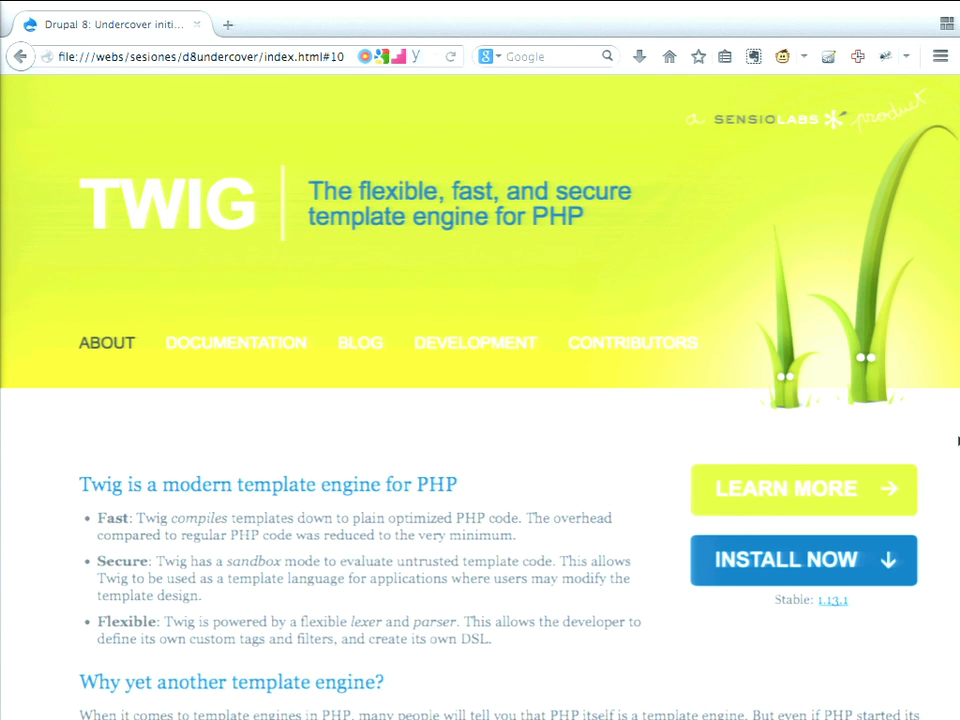 Drupal 8: Undercover initi...
file:///webs/sesiones/d8undercover/index.html#10
Google
a SENSIOLABS product
TWIG
The flexible, fast, and secure
template engine for PHP
ABOUT DOCUMENTATION BLOG DEVELOPMENT CONTRIBUTORS
Twig is a modern template engine for PHP
• Fast: Twig compiles templates down to plain optimized PHP code. The overhead
compared to regular PHP code was reduced to the very minimum.
• Secure: Twig has a sandbox mode to evaluate untrusted template code. This allows
Twig to be used as a template language for applications where users may modify the
template design.
• Flexible: Twig is powered by a flexible lexer and parser. This allows the developer to
define its own custom tags and filters, and create its own DSL.
LEARN MORE
INSTALL NOW
Stable: 1.13.1
Why yet another template engine?
When it comes to template engines in PHP, many people will tell you that PHP itself is a template engine. But even if PHP started its